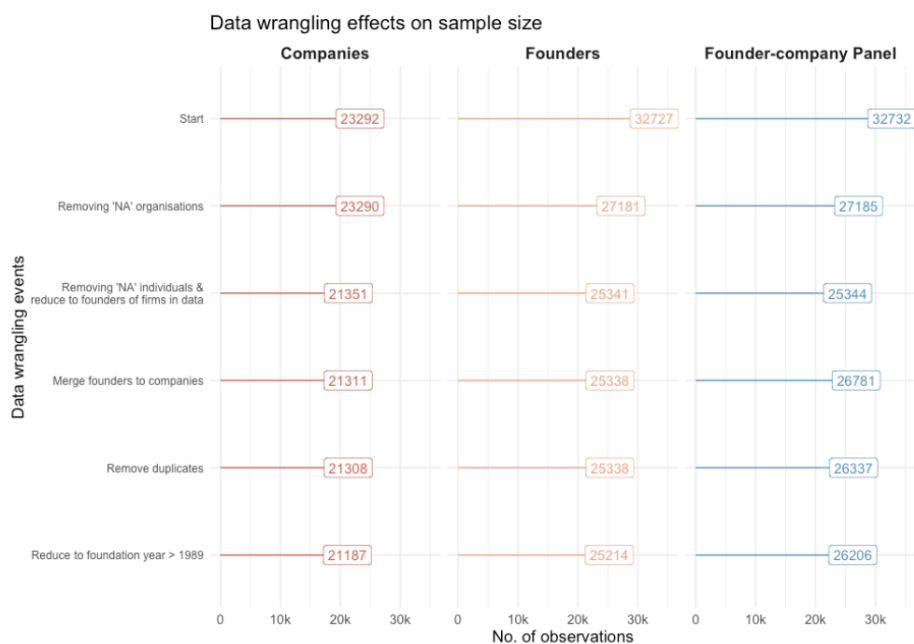 Data wrangling effects on sample size
Companies Founders Founder-company Panel
Data wrangling events
Start 23292 32727 32732
Removing 'NA' organisations 23290 27181 27185
Removing 'NA' individuals &
reduce to founders of firms in data 21351 25341 25344
Merge founders to companies 21311 25338 26781
Remove duplicates 21308 25338 26337
Reduce to foundation year > 1989 21187 25214 26206
0 10k 20k 30k 0 10k 20k 30k 0 10k 20k 30k
No. of observations